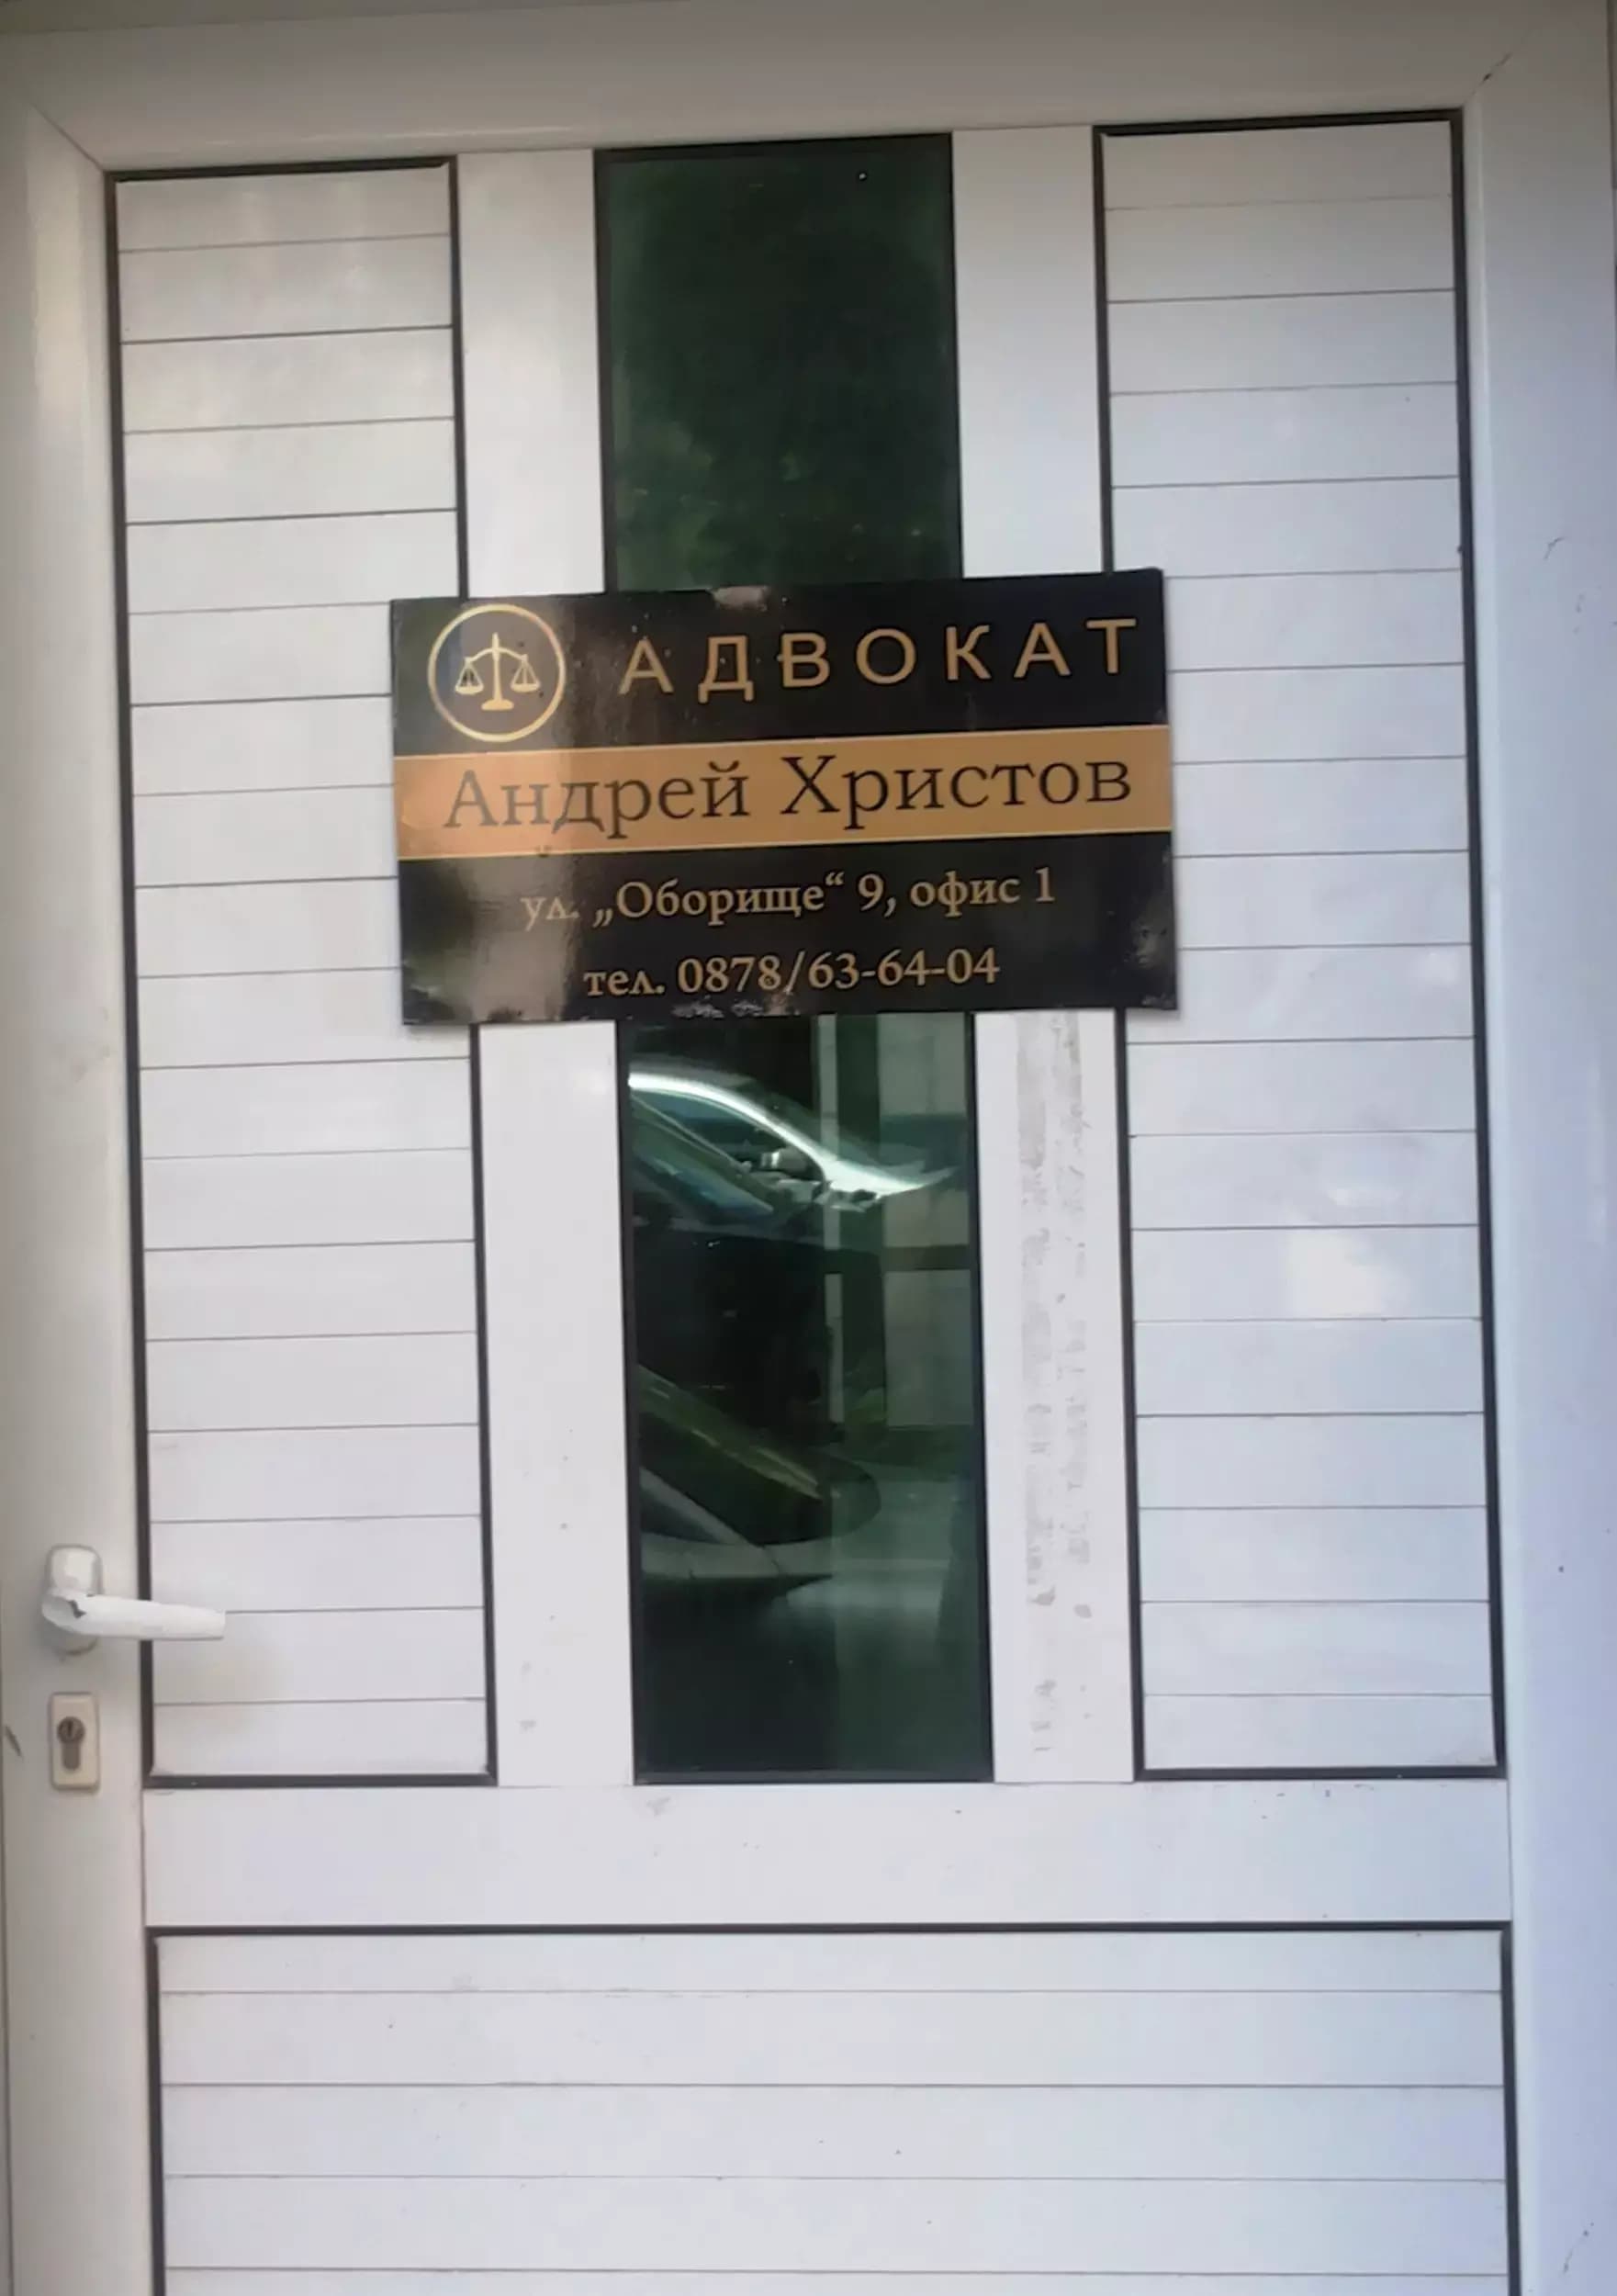 АДВОКАТ
Андрей Христов
ул. „Оборище“ 9, офис 1
тел. 0878/63-64-04